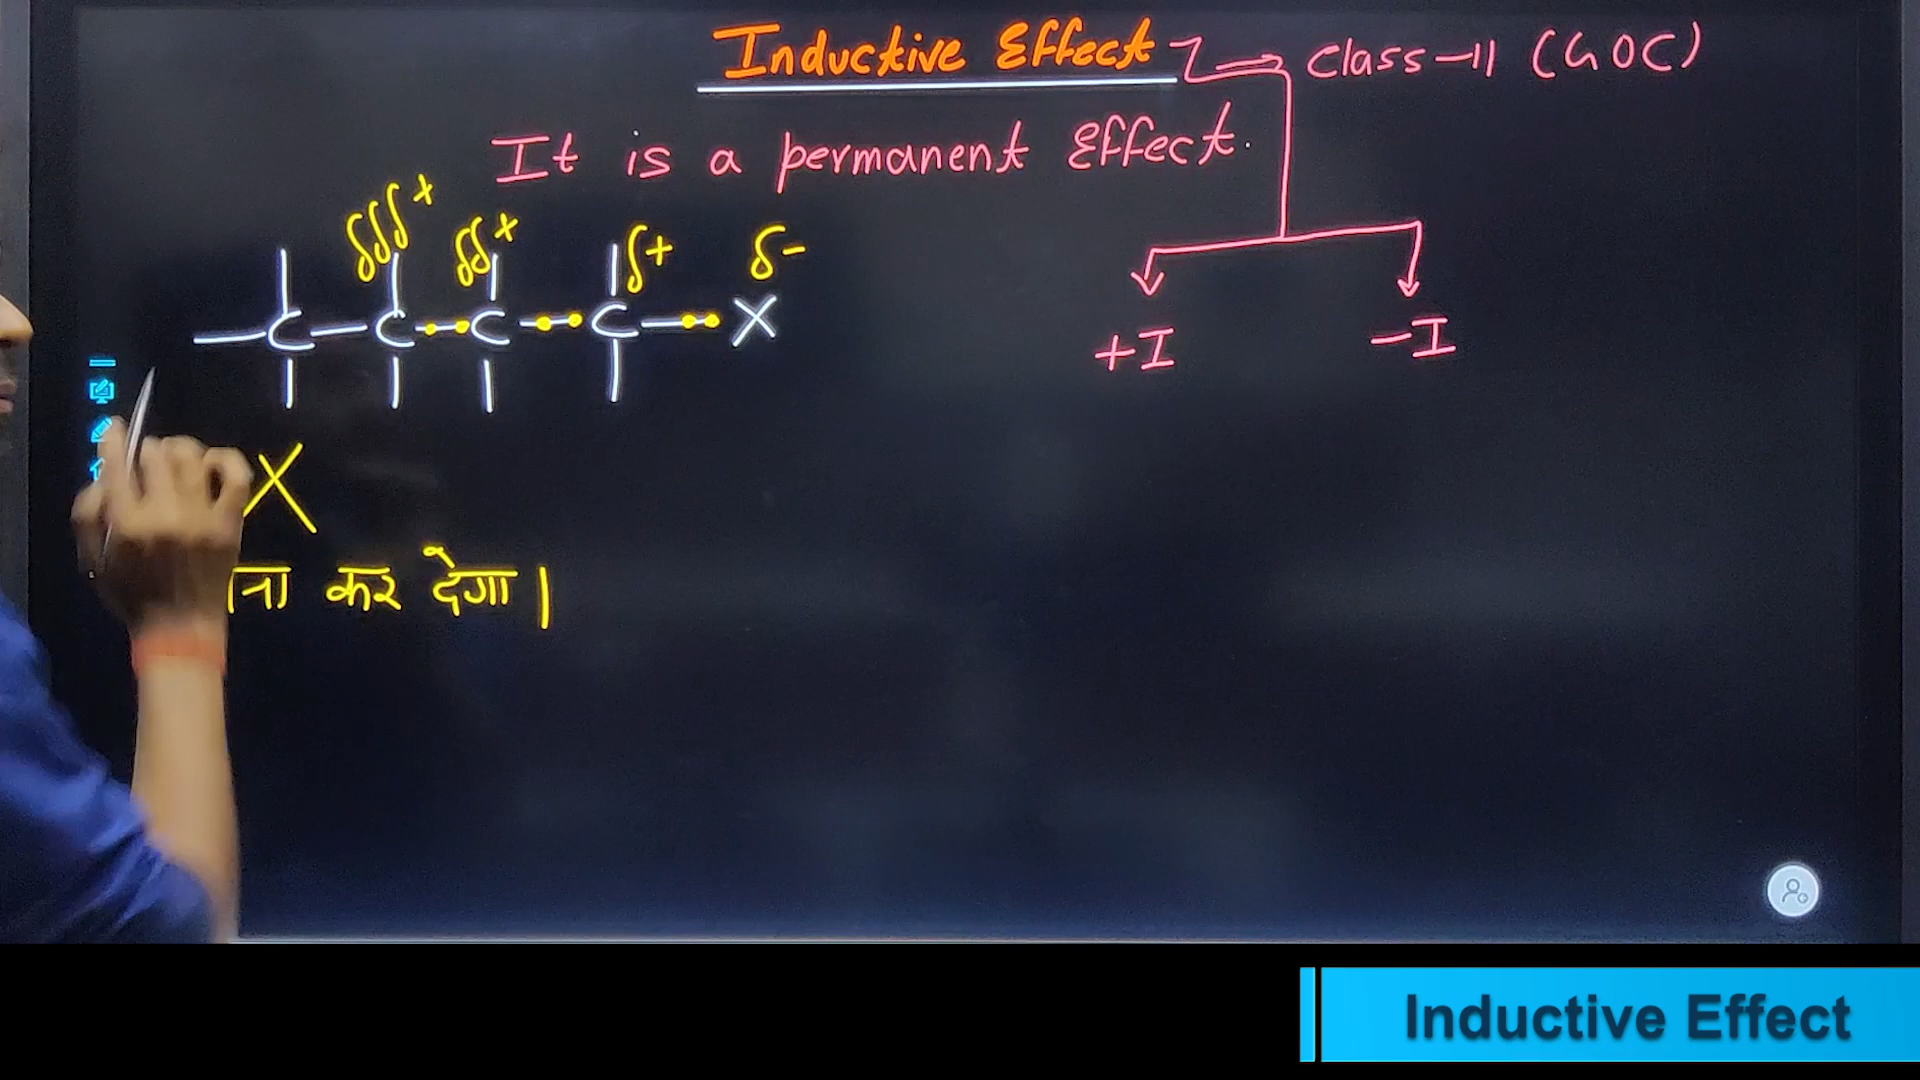 Inductive Effect → Class-11 (GOC)
It is a permanent Effect.
δδδ+ δδ+ δ+ δ-
C C C C X
+I -I
X
कर देगा |
Inductive Effect